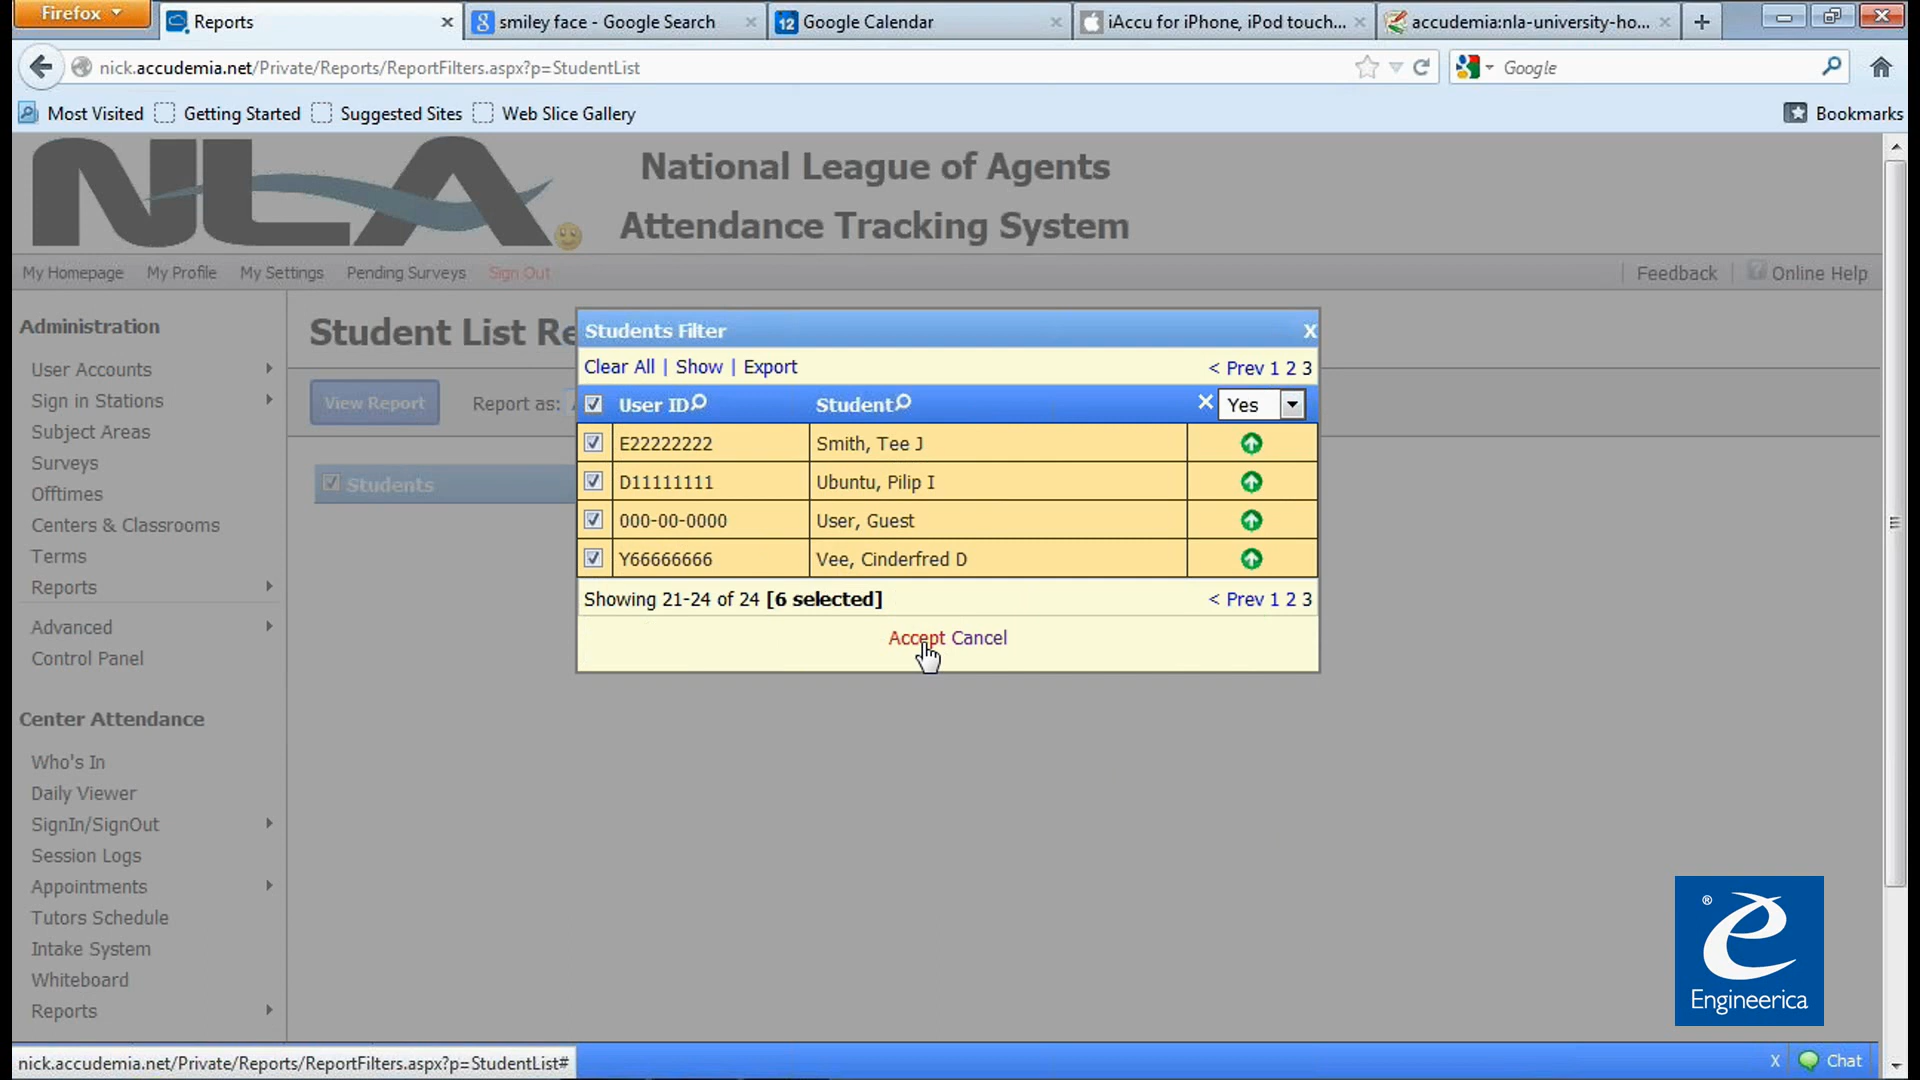 Firefox
Reports
smiley face - Google Search
12 Google Calendar
iAccu for iPhone, iPod touch...
accudemia:nla-university-ho...
nick.accudemia.net/Private/Reports/ReportFilters.aspx?p=StudentList
Google
Most Visited
Getting Started
Suggested Sites
Web Slice Gallery
Bookmarks
NLA
National League of Agents
Attendance Tracking System
My Homepage
My Profile
My Settings
Pending Surveys
Sign Out
Feedback
Online Help
Administration
User Accounts
Sign in Stations
Subject Areas
Surveys
Offtimes
Centers & Classrooms
Terms
Reports
Advanced
Control Panel
Center Attendance
Who's In
Daily Viewer
SignIn/SignOut
Session Logs
Appointments
Tutors Schedule
Intake System
Whiteboard
Reports
Student List Re
View Report
Report as:
Students
Students Filter X
Clear All | Show | Export < Prev 1 2 3
User ID Student Yes
E22222222 Smith, Tee J
D11111111 Ubuntu, Pilip I
000-00-0000 User, Guest
Y66666666 Vee, Cinderfred D
Showing 21-24 of 24 [6 selected] < Prev 1 2 3
Accept Cancel
e ®
Engineerica
nick.accudemia.net/Private/Reports/ReportFilters.aspx?p=StudentList#
X Chat